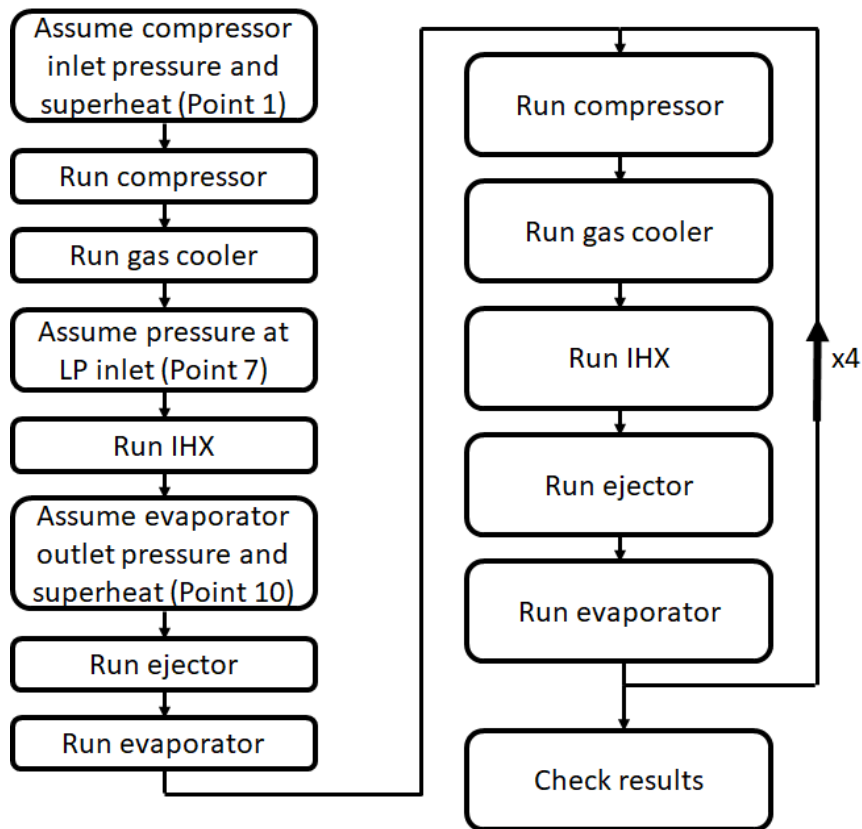 Assume compressor
inlet pressure and
superheat (Point 1)
Run compressor
Run gas cooler
Assume pressure at
LP inlet (Point 7)
Run IHX
Assume evaporator
outlet pressure and
superheat (Point 10)
Run ejector
Run evaporator
Run compressor
Run gas cooler
Run IHX
x4
Run ejector
Run evaporator
Check results